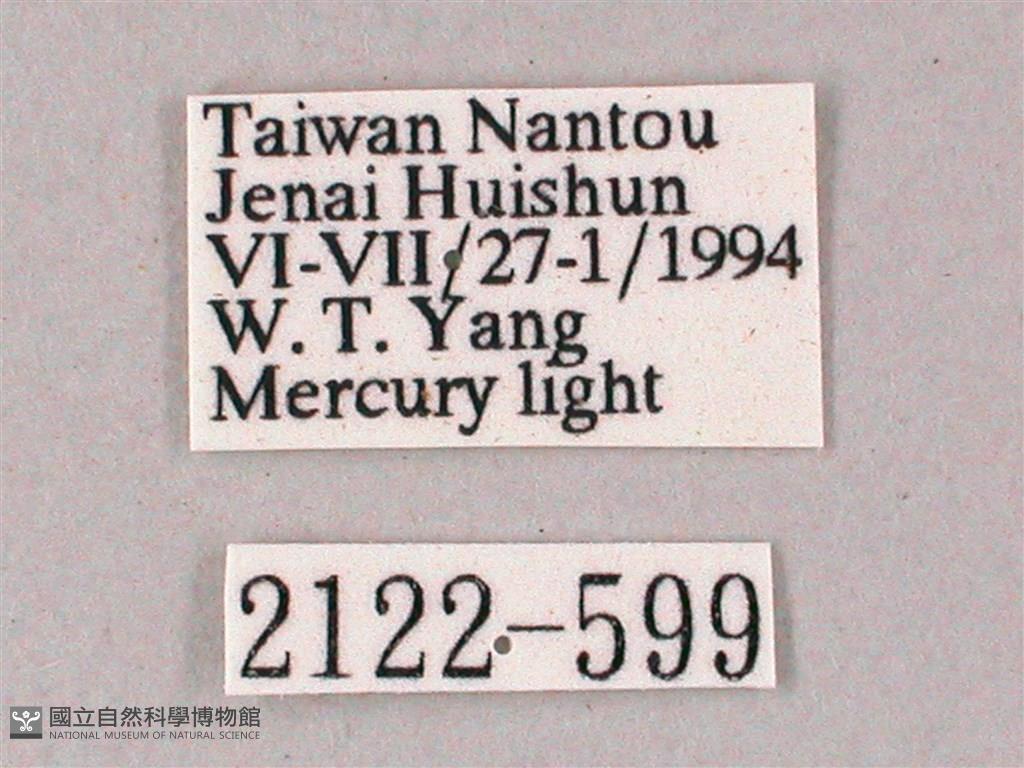 Taiwan Nantou
Jenai Huishun
VI-VII/27-1/1994
W. T. Yang
Mercury light
2122-599
國立自然科學博物館
NATIONAL MUSEUM OF NATURAL SCIENCE